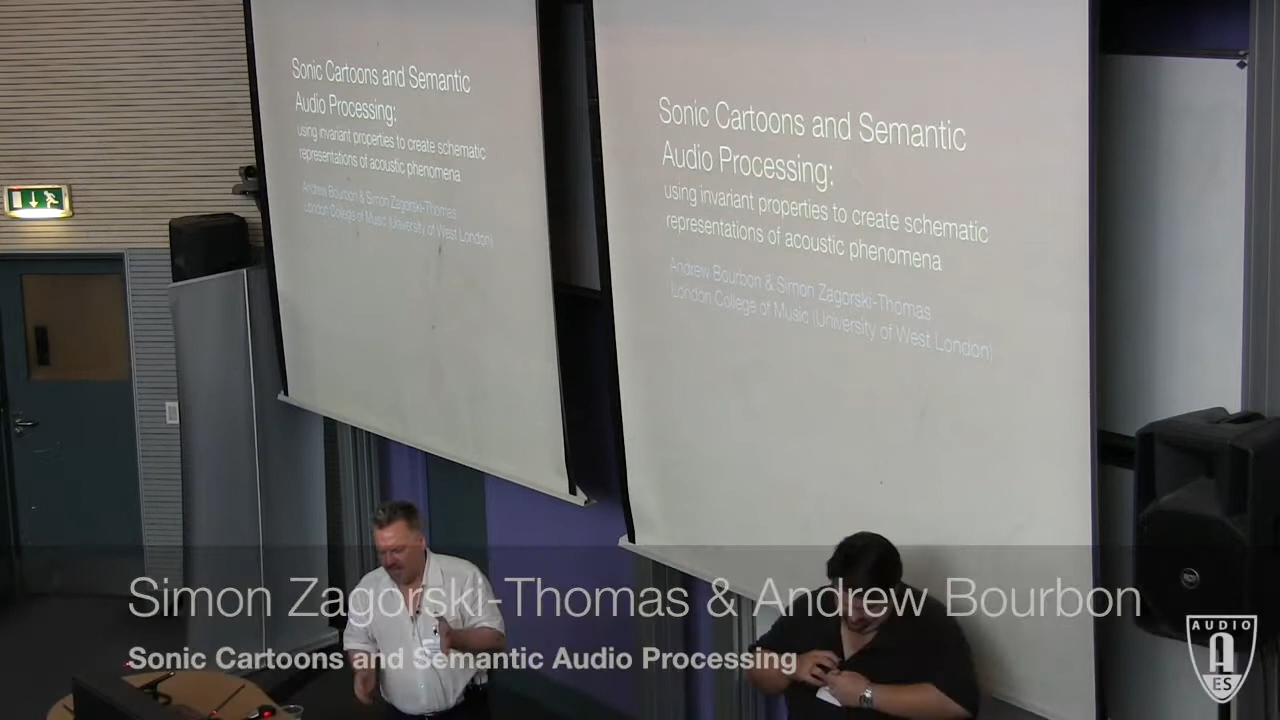 Sonic Cartoons and Semantic
Audio Processing:
using invariant properties to create schematic
representations of acoustic phenomena
Andrew Bourbon & Simon Zagorski-Thomas
London College of Music (University of West London)
Sonic Cartoons and Semantic
Audio Processing:
using invariant properties to create schematic
representations of acoustic phenomena
Andrew Bourbon & Simon Zagorski-Thomas
London College of Music (University of West London)
Simon Zagorski-Thomas & Andrew Bourbon
Sonic Cartoons and Semantic Audio Processing
AUDIO
A
ES